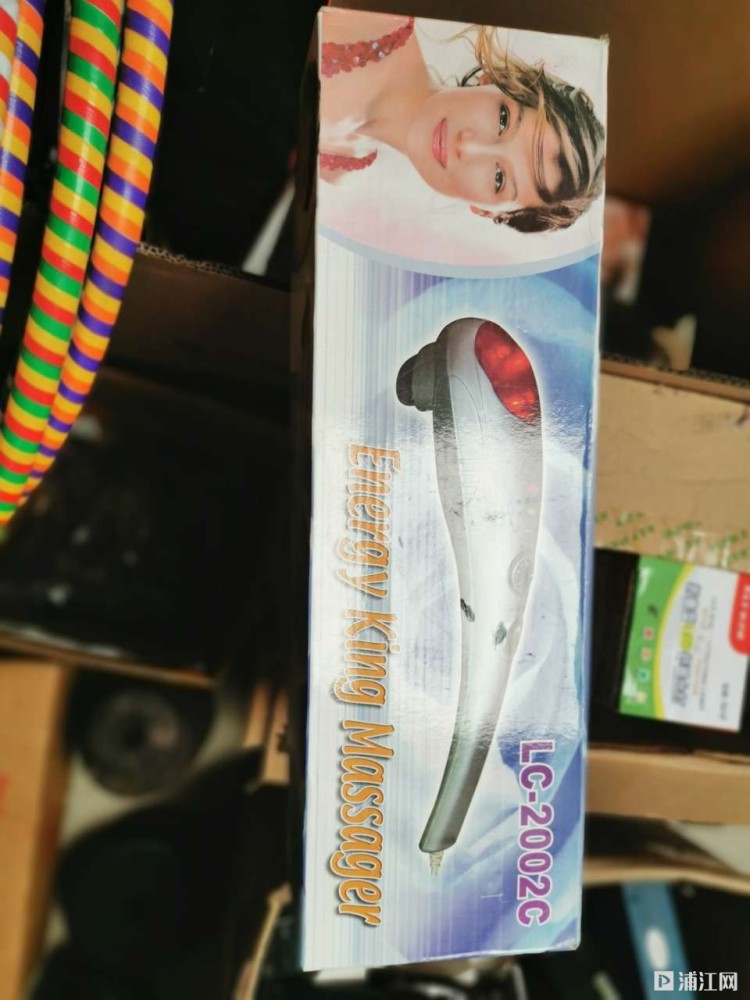 Energy King Massager
LC-2002C
浦江网